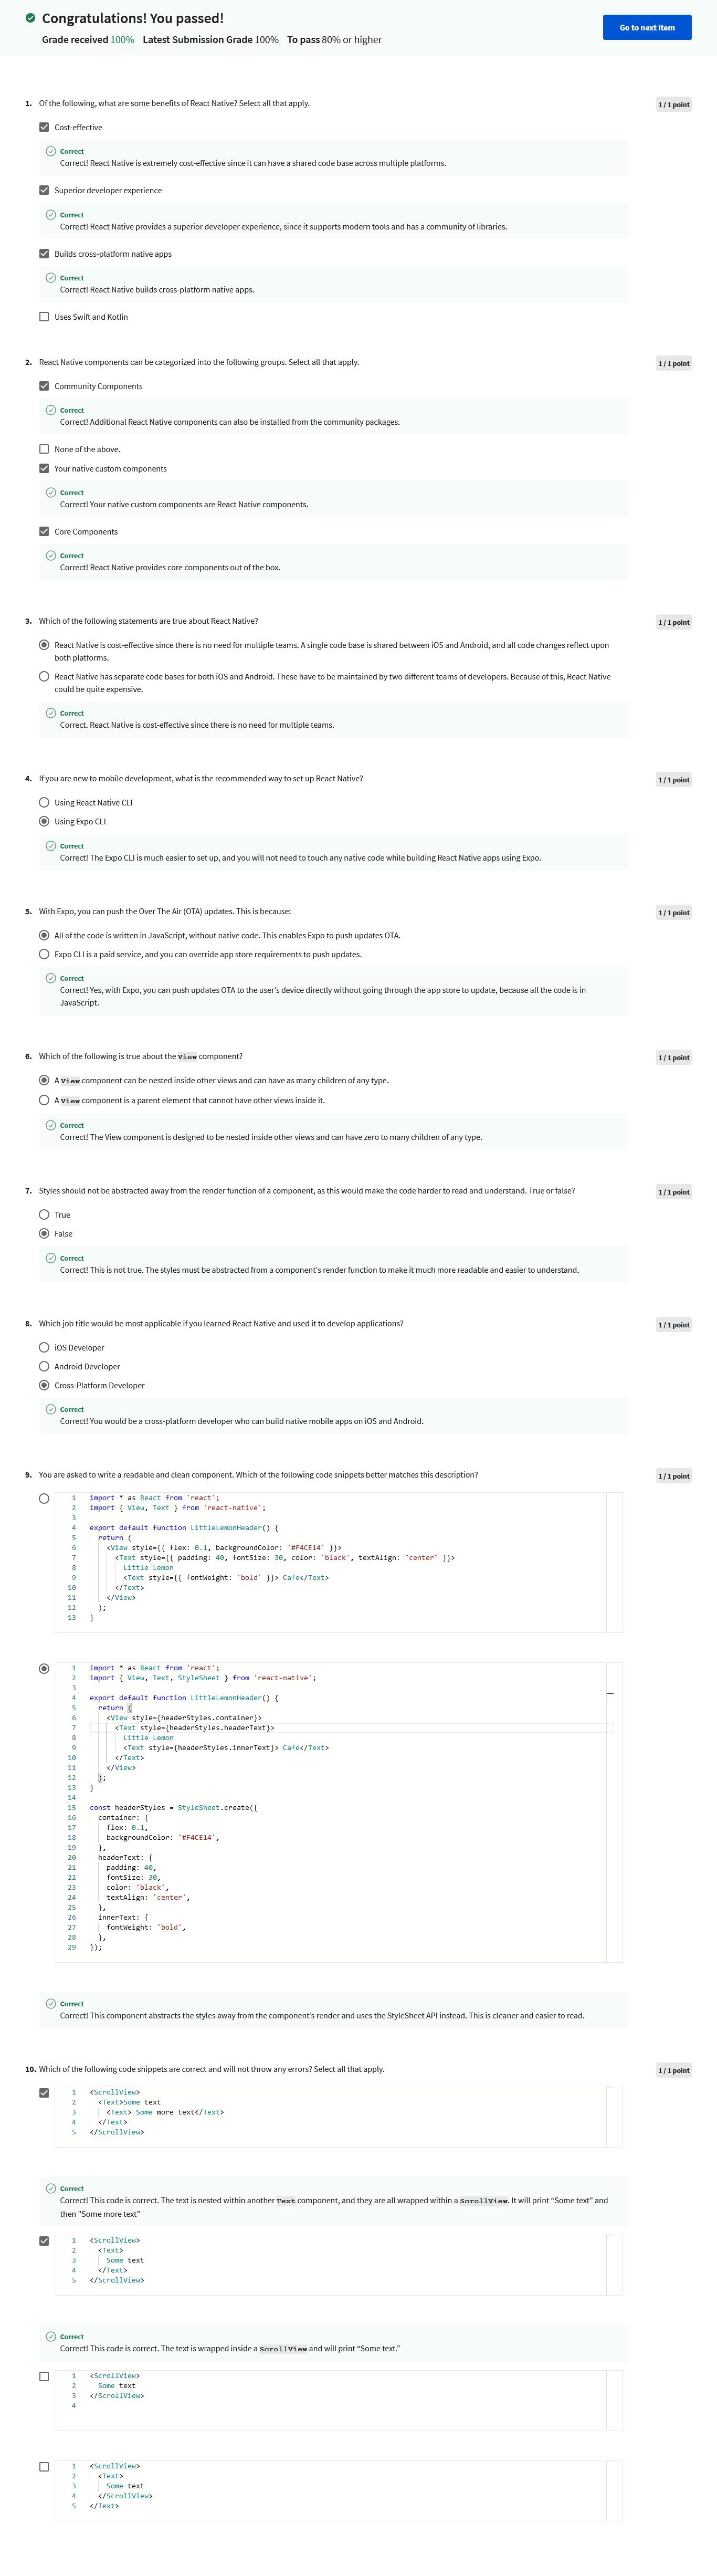 Congratulations! You passed!
Grade received 100% Latest Submission Grade 100% To pass 80% or higher
Go to next item
1. Of the following, what are some benefits of React Native? Select all that apply.
1 / 1 point
Cost-effective
Correct
Correct! React Native is extremely cost-effective since it can have a shared code base across multiple platforms.
Superior developer experience
Correct
Correct! React Native provides a superior developer experience, since it supports modern tools and has a community of libraries.
Builds cross-platform native apps
Correct
Correct! React Native builds cross-platform native apps.
Uses Swift and Kotlin
2. React Native components can be categorized into the following groups. Select all that apply.
1 / 1 point
Community Components
Correct
Correct! Additional React Native components can also be installed from the community packages.
None of the above.
Your native custom components
Correct
Correct! Your native custom components are React Native components.
Core Components
Correct
Correct! React Native provides core components out of the box.
3. Which of the following statements are true about React Native?
1 / 1 point
React Native is cost-effective since there is no need for multiple teams. A single code base is shared between iOS and Android, and all code changes reflect upon
both platforms.
React Native has separate code bases for both iOS and Android. These have to be maintained by two different teams of developers. Because of this, React Native
could be quite expensive.
Correct
Correct. React Native is cost-effective since there is no need for multiple teams.
4. If you are new to mobile development, what is the recommended way to set up React Native?
1 / 1 point
Using React Native CLI
Using Expo CLI
Correct
Correct! The Expo CLI is much easier to set up, and you will not need to touch any native code while building React Native apps using Expo.
5. With Expo, you can push the Over The Air (OTA) updates. This is because:
1 / 1 point
All of the code is written in JavaScript, without native code. This enables Expo to push updates OTA.
Expo CLI is a paid service, and you can override app store requirements to push updates.
Correct
Correct! Yes, with Expo, you can push updates OTA to the user's device directly without going through the app store to update, because all the code is in
JavaScript.
6. Which of the following is true about the View component?
1 / 1 point
A View component can be nested inside other views and can have as many children of any type.
A View component is a parent element that cannot have other views inside it.
Correct
Correct! The View component is designed to be nested inside other views and can have zero to many children of any type.
7. Styles should not be abstracted away from the render function of a component, as this would make the code harder to read and understand. True or false?
1 / 1 point
True
False
Correct
Correct! This is not true. The styles must be abstracted from a component's render function to make it much more readable and easier to understand.
8. Which job title would be most applicable if you learned React Native and used it to develop applications?
1 / 1 point
iOS Developer
Android Developer
Cross-Platform Developer
Correct
Correct! You would be a cross-platform developer who can build native mobile apps on iOS and Android.
9. You are asked to write a readable and clean component. Which of the following code snippets better matches this description?
1 / 1 point
1 import * as React from 'react';
2 import { View, Text } from 'react-native';
3
4 export default function LittleLemonHeader() {
5 return (
6 <View style={{ flex: 0.1, backgroundColor: '#F4CE14' }}>
7 <Text style={{ padding: 40, fontSize: 30, color: 'black', textAlign: "center" }}>
8 Little Lemon
9 <Text style={{ fontWeight: 'bold' }}> Cafe</Text>
10 </Text>
11 </View>
12 );
13 }
1 import * as React from 'react';
2 import { View, Text, StyleSheet } from 'react-native';
3
4 export default function LittleLemonHeader() {
5 return (
6 <View style={headerStyles.container}>
7 <Text style={headerStyles.headerText}>
8 Little Lemon
9 <Text style={headerStyles.innerText}> Cafe</Text>
10 </Text>
11 </View>
12 );
13 }
14
15 const headerStyles = StyleSheet.create({
16 container: {
17 flex: 0.1,
18 backgroundColor: '#F4CE14',
19 },
20 headerText: {
21 padding: 40,
22 fontSize: 30,
23 color: 'black',
24 textAlign: 'center',
25 },
26 innerText: {
27 fontWeight: 'bold',
28 },
29 });
Correct
Correct! This component abstracts the styles away from the component's render and uses the StyleSheet API instead. This is cleaner and easier to read.
10. Which of the following code snippets are correct and will not throw any errors? Select all that apply.
1 / 1 point
1 <ScrollView>
2 <Text>Some text
3 <Text> Some more text</Text>
4 </Text>
5 </ScrollView>
Correct
Correct! This code is correct. The text is nested within another Text component, and they are all wrapped within a ScrollView. It will print “Some text” and
then "Some more text”
1 <ScrollView>
2 <Text>
3 Some text
4 </Text>
5 </ScrollView>
Correct
Correct! This code is correct. The text is wrapped inside a ScrollView and will print “Some text.”
1 <ScrollView>
2 Some text
3 </ScrollView>
4
1 <ScrollView>
2 <Text>
3 Some text
4 </ScrollView>
5 </Text>